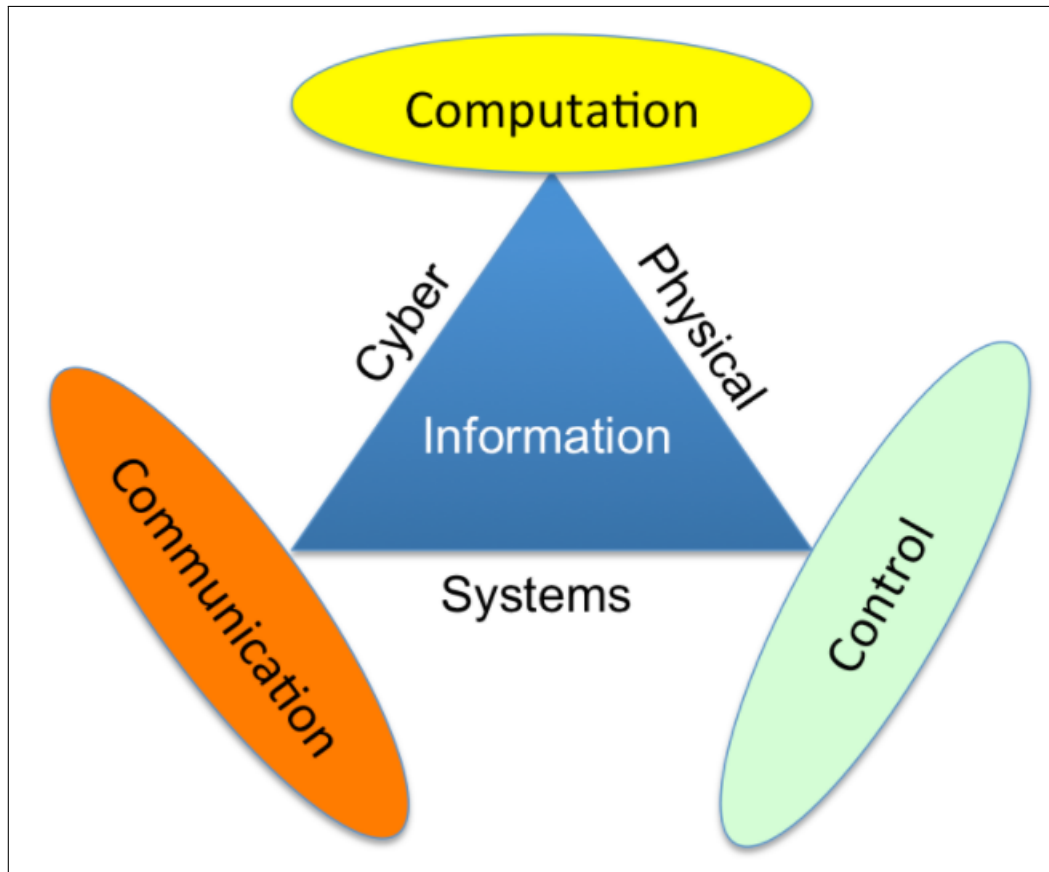 Computation
Cyber
Physical
Information
Communication
Control
Systems